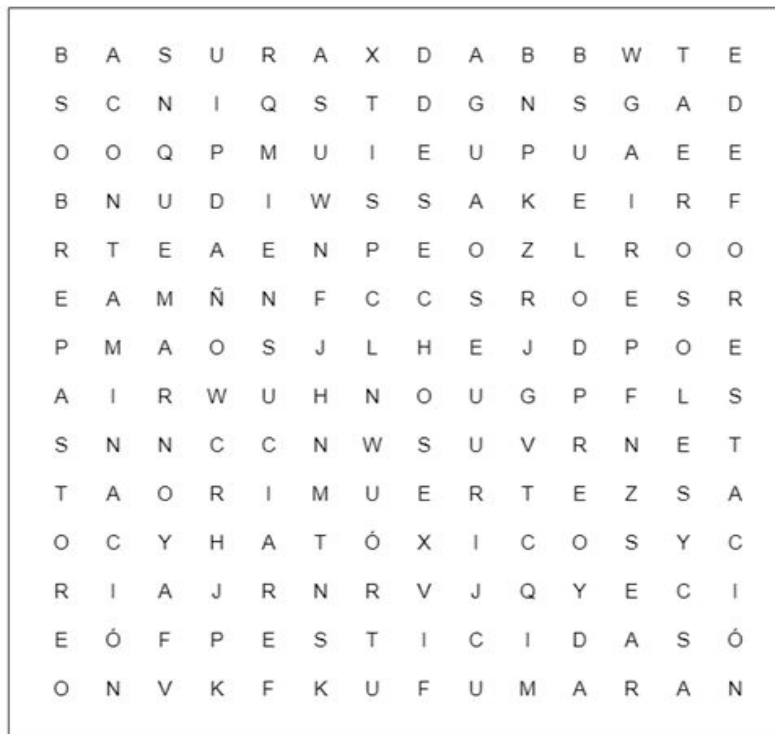 B A S U R A X D A B B W T E
S C N I Q S T D G N S G A D
O O Q P M U I E U P U A E E
B N U D I W S S A K E I R F
R T E A E N P E O Z L R O O
E A M Ñ N F C C S R O E S R
P M A O S J L H E J D P O E
A I R W U H N O U G P F L S
S N N C C N W S U V R N E T
T A O R I M U E R T E Z S A
O C Y H A T Ó X I C O S Y C
R I A J R N R V J Q Y E C I
E Ó F P E S T I C I D A S Ó
O N V K F K U F U M A R A N